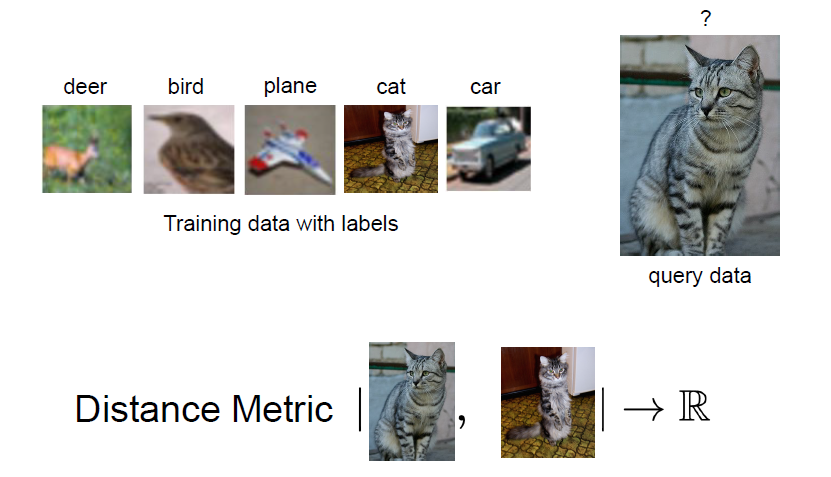 ?
deer bird plane cat car
Training data with labels
query data
Distance Metric | , | → ℝ